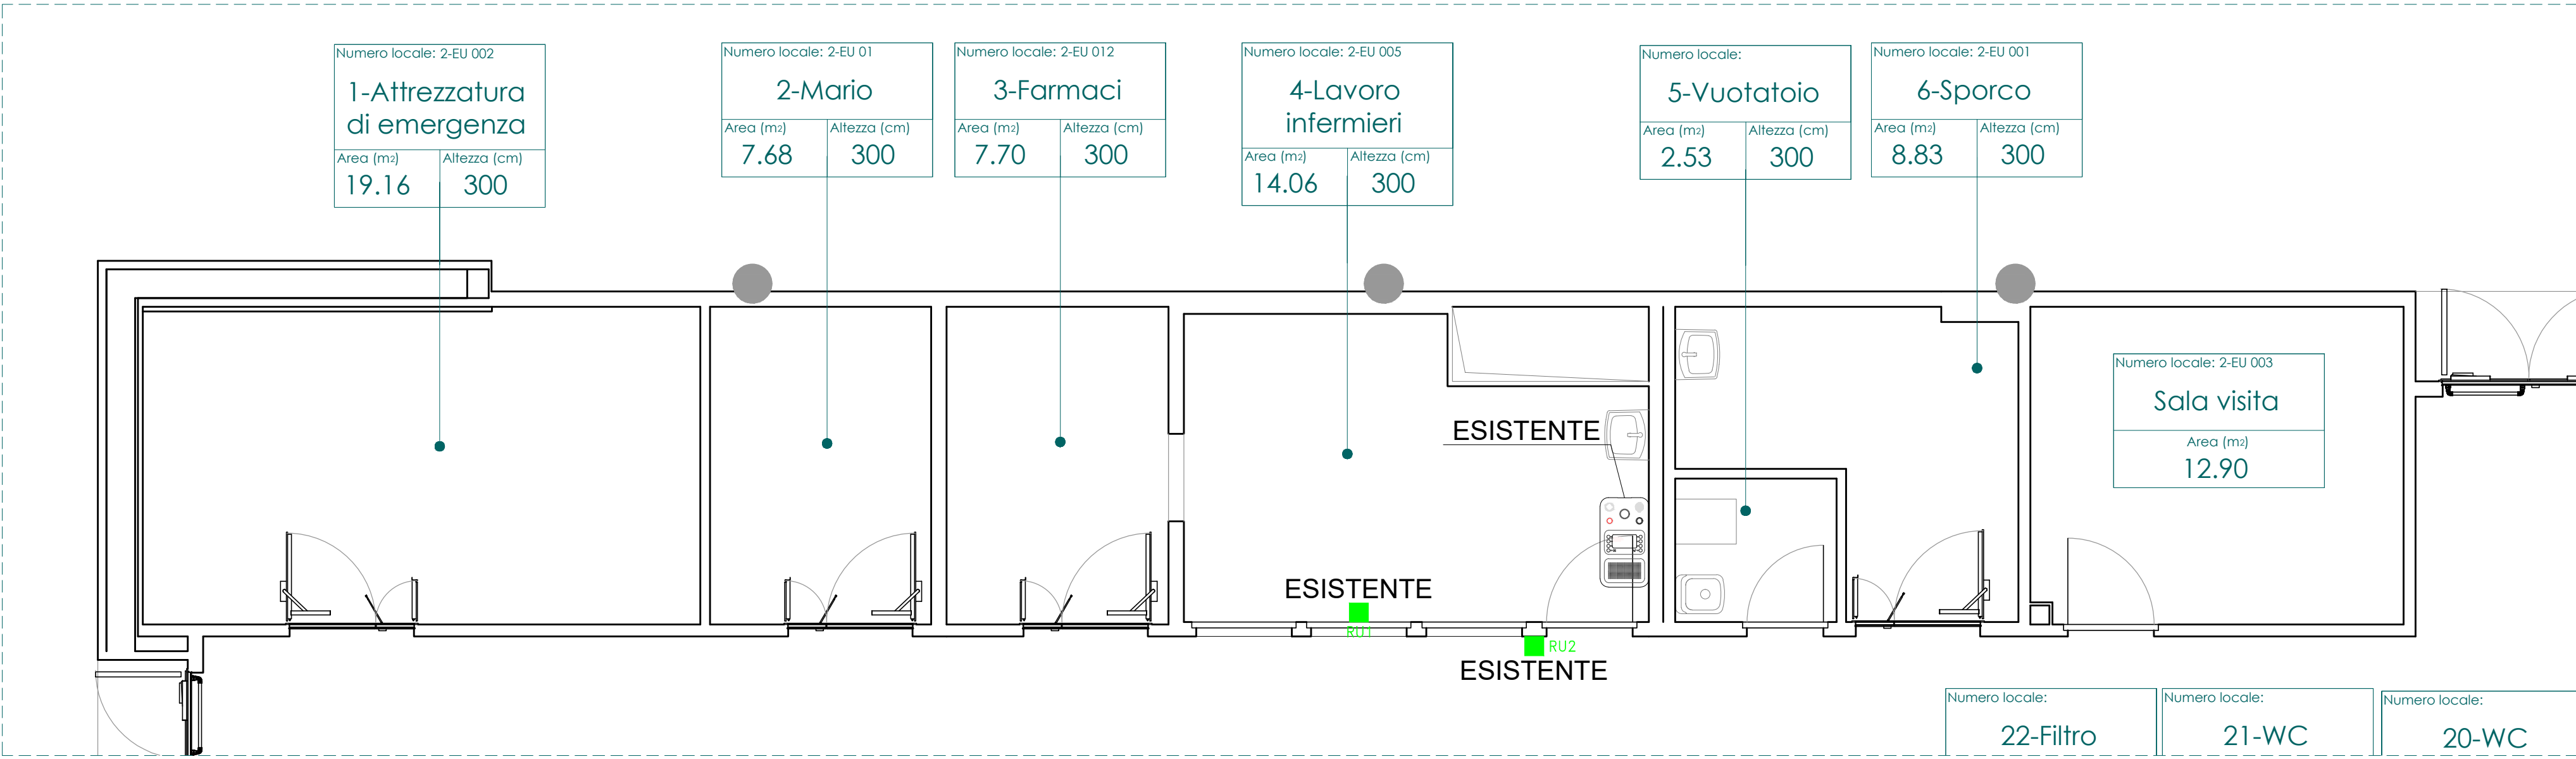 Numero locale: 2-EU 002
1-Attrezzatura
di emergenza
Area (m2)
Altezza (cm)
19.16
300
Numero locale: 2-EU 01
2-Mario
Area (m2)
Altezza (cm)
7.68
300
Numero locale: 2-EU 012
3-Farmaci
Area (m2)
Altezza (cm)
7.70
300
Numero locale: 2-EU 005
4-Lavoro
infermieri
Area (m2)
Altezza (cm)
14.06
300
Numero locale:
5-Vuotatoio
Area (m2)
Altezza (cm)
2.53
300
Numero locale: 2-EU 001
6-Sporco
Area (m2)
Altezza (cm)
8.83
300
Numero locale: 2-EU 003
Sala visita
Area (m2)
12.90
ESISTENTE
ESISTENTE
RU1
RU2
ESISTENTE
Numero locale:
22-Filtro
Numero locale:
21-WC
Numero locale:
20-WC